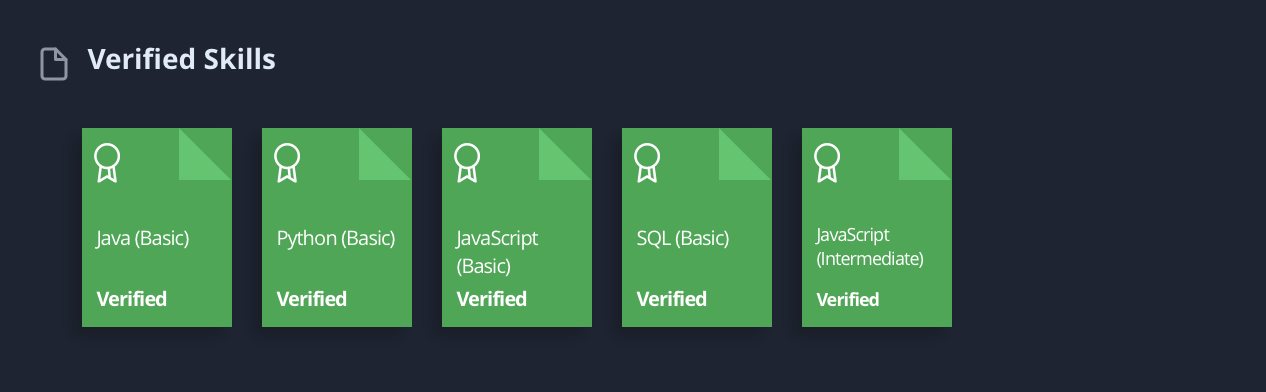 Verified Skills
Java (Basic)
Verified
Python (Basic)
Verified
JavaScript
(Basic)
Verified
SQL (Basic)
Verified
JavaScript
(Intermediate)
Verified